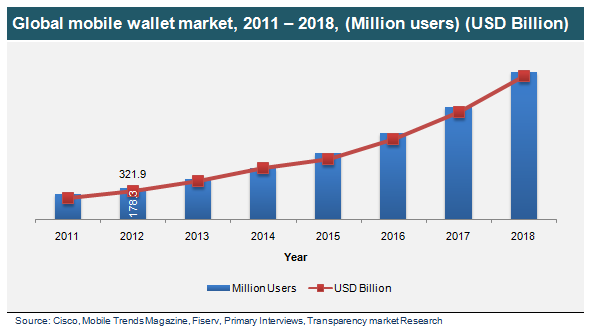 Global mobile wallet market, 2011 – 2018, (Million users) (USD Billion)
321.9
178.3
2011 2012 2013 2014 2015 2016 2017 2018
Year
Million Users USD Billion
Source: Cisco, Mobile Trends Magazine, Fiserv, Primary Interviews, Transparency market Research